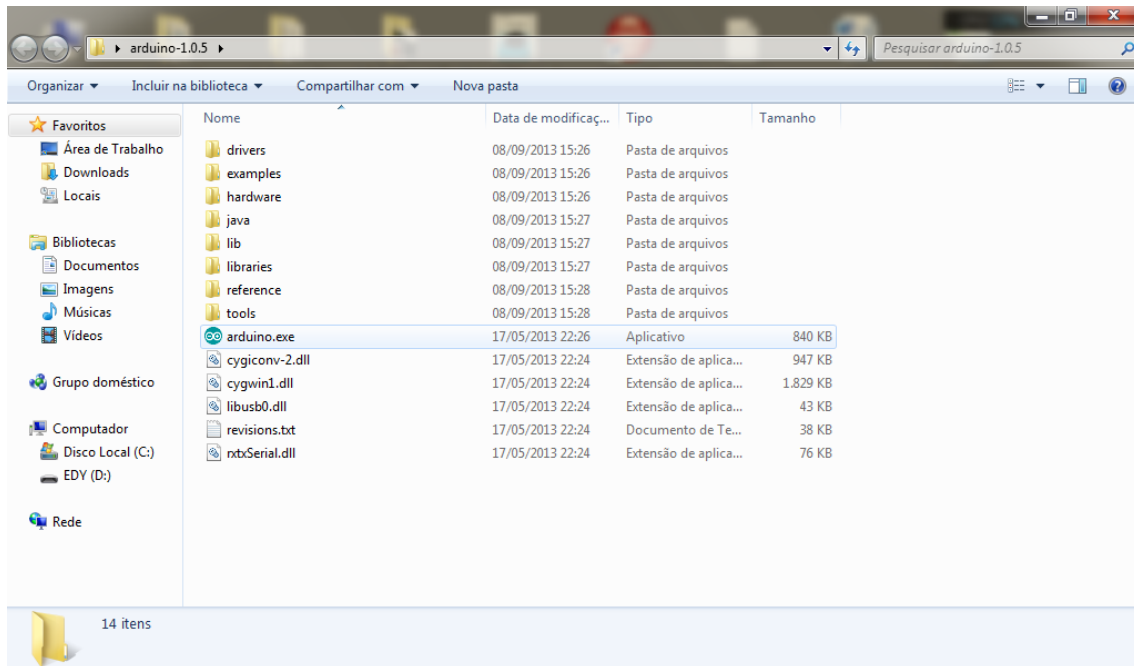 arduino-1.0.5
Pesquisar arduino-1.0.5
Organizar Incluir na biblioteca Compartilhar com Nova pasta
Favoritos
Área de Trabalho
Downloads
Locais
Bibliotecas
Documentos
Imagens
Músicas
Vídeos
Grupo doméstico
Computador
Disco Local (C:)
EDY (D:)
Rede
Nome Data de modificaç... Tipo Tamanho
drivers 08/09/2013 15:26 Pasta de arquivos
examples 08/09/2013 15:26 Pasta de arquivos
hardware 08/09/2013 15:26 Pasta de arquivos
java 08/09/2013 15:27 Pasta de arquivos
lib 08/09/2013 15:27 Pasta de arquivos
libraries 08/09/2013 15:27 Pasta de arquivos
reference 08/09/2013 15:28 Pasta de arquivos
tools 08/09/2013 15:28 Pasta de arquivos
arduino.exe 17/05/2013 22:26 Aplicativo 840 KB
cygiconv-2.dll 17/05/2013 22:24 Extensão de aplica... 947 KB
cygwin1.dll 17/05/2013 22:24 Extensão de aplica... 1.829 KB
libusb0.dll 17/05/2013 22:24 Extensão de aplica... 43 KB
revisions.txt 17/05/2013 22:24 Documento de Te... 38 KB
rxtxSerial.dll 17/05/2013 22:24 Extensão de aplica... 76 KB
14 itens